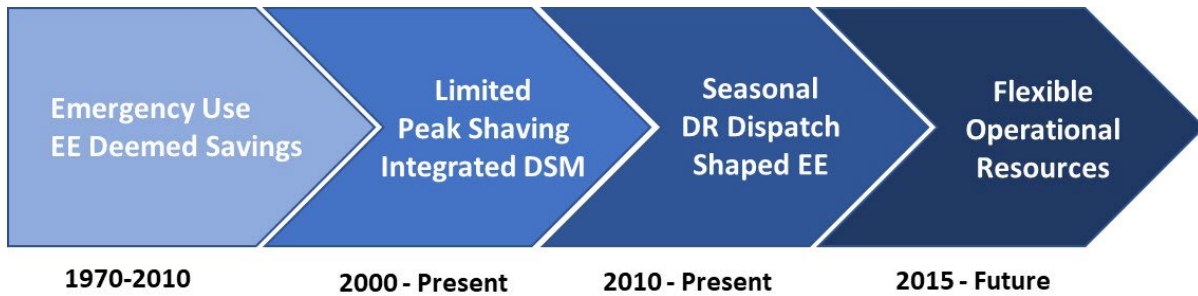 Emergency Use
EE Deemed Savings
Limited
Peak Shaving
Integrated DSM
Seasonal
DR Dispatch
Shaped EE
Flexible
Operational
Resources
1970-2010
2000 - Present
2010 - Present
2015 - Future